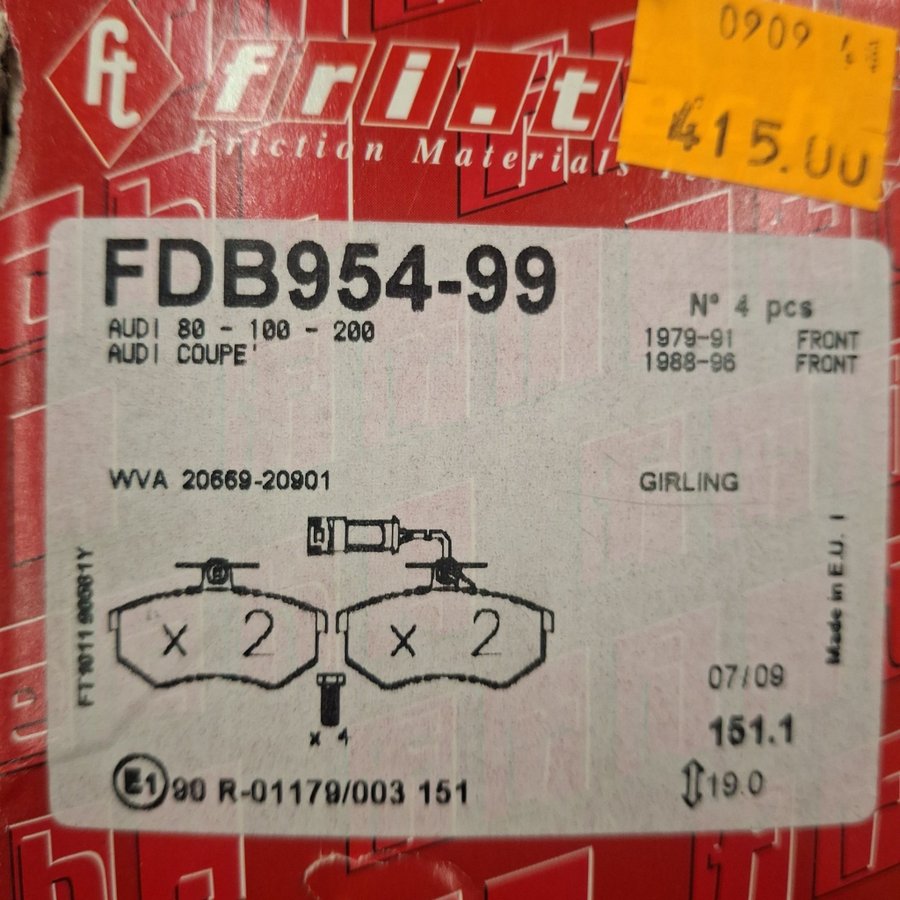 0909
415.00
ft fri.t
Friction Materials
FDB954-99
Nº 4 pcs
AUDI 80 - 100 - 200 1979-91 FRONT
AUDI COUPE' 1988-96 FRONT
WVA 20669-20901 GIRLING
x 2 x 2
x 4
Made in E.U. I
07/09
151.1
19.0
E1 90 R-01179/003 151